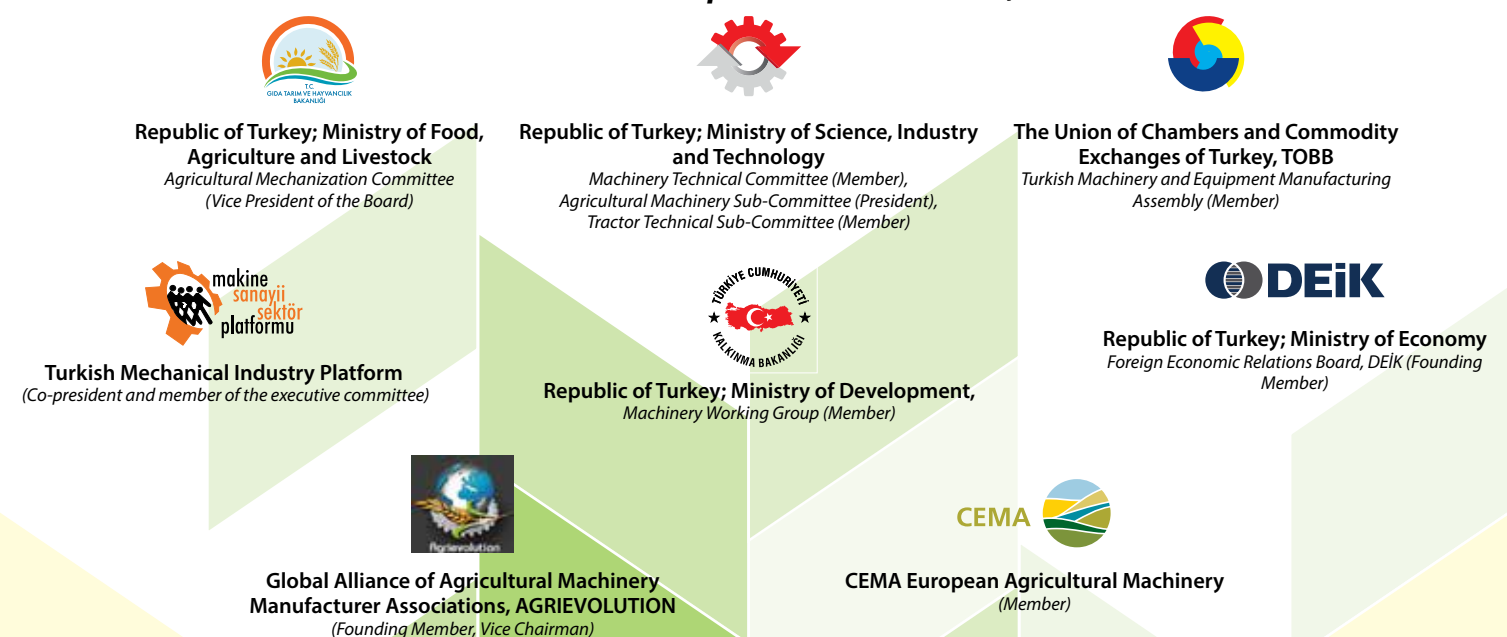 T.C.
GIDA TARIM VE HAYVANCILIK
BAKANLIĞI
Republic of Turkey; Ministry of Food,
Agriculture and Livestock
Agricultural Mechanization Committee
(Vice President of the Board)
Republic of Turkey; Ministry of Science, Industry
and Technology
Machinery Technical Committee (Member),
Agricultural Machinery Sub-Committee (President),
Tractor Technical Sub-Committee (Member)
The Union of Chambers and Commodity
Exchanges of Turkey, TOBB
Turkish Machinery and Equipment Manufacturing
Assembly (Member)
makine
sanayii
sektör
platformu
Turkish Mechanical Industry Platform
(Co-president and member of the executive committee)
TÜRKİYE CUMHURİYETİ
KALKINMA BAKANLIĞI
Republic of Turkey; Ministry of Development,
Machinery Working Group (Member)
DEiK
Republic of Turkey; Ministry of Economy
Foreign Economic Relations Board, DEİK (Founding
Member)
Agrievolution
Global Alliance of Agricultural Machinery
Manufacturer Associations, AGRIEVOLUTION
(Founding Member, Vice Chairman)
CEMA
CEMA European Agricultural Machinery
(Member)